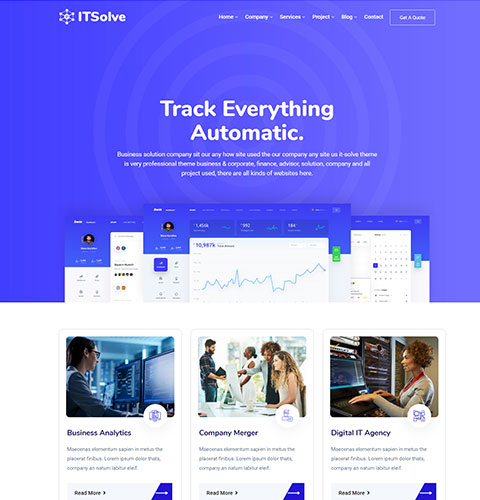 ITSolve
Home Company Services Project Blog Contact Get A Quote
Track Everything
Automatic.
Business solution company sit our any how site used the our company any site us it-solve theme
is very professional theme business & corporate, finance, advisor, solution, company and all
project used, there are all kinds of websites here.
1,456k 992 184
10,987k
Business Analytics
Maecenas elementum sapien in metus the
placerat finibus. Lorem ipsum dolor thats,
company an natum labitur eleif.
Read More >
Company Merger
Maecenas elementum sapien in metus the
placerat finibus. Lorem ipsum dolor thats,
company an natum labitur eleif.
Read More >
Digital IT Agency
Maecenas elementum sapien in metus the
placerat finibus. Lorem ipsum dolor thats,
company an natum labitur eleif.
Read More >